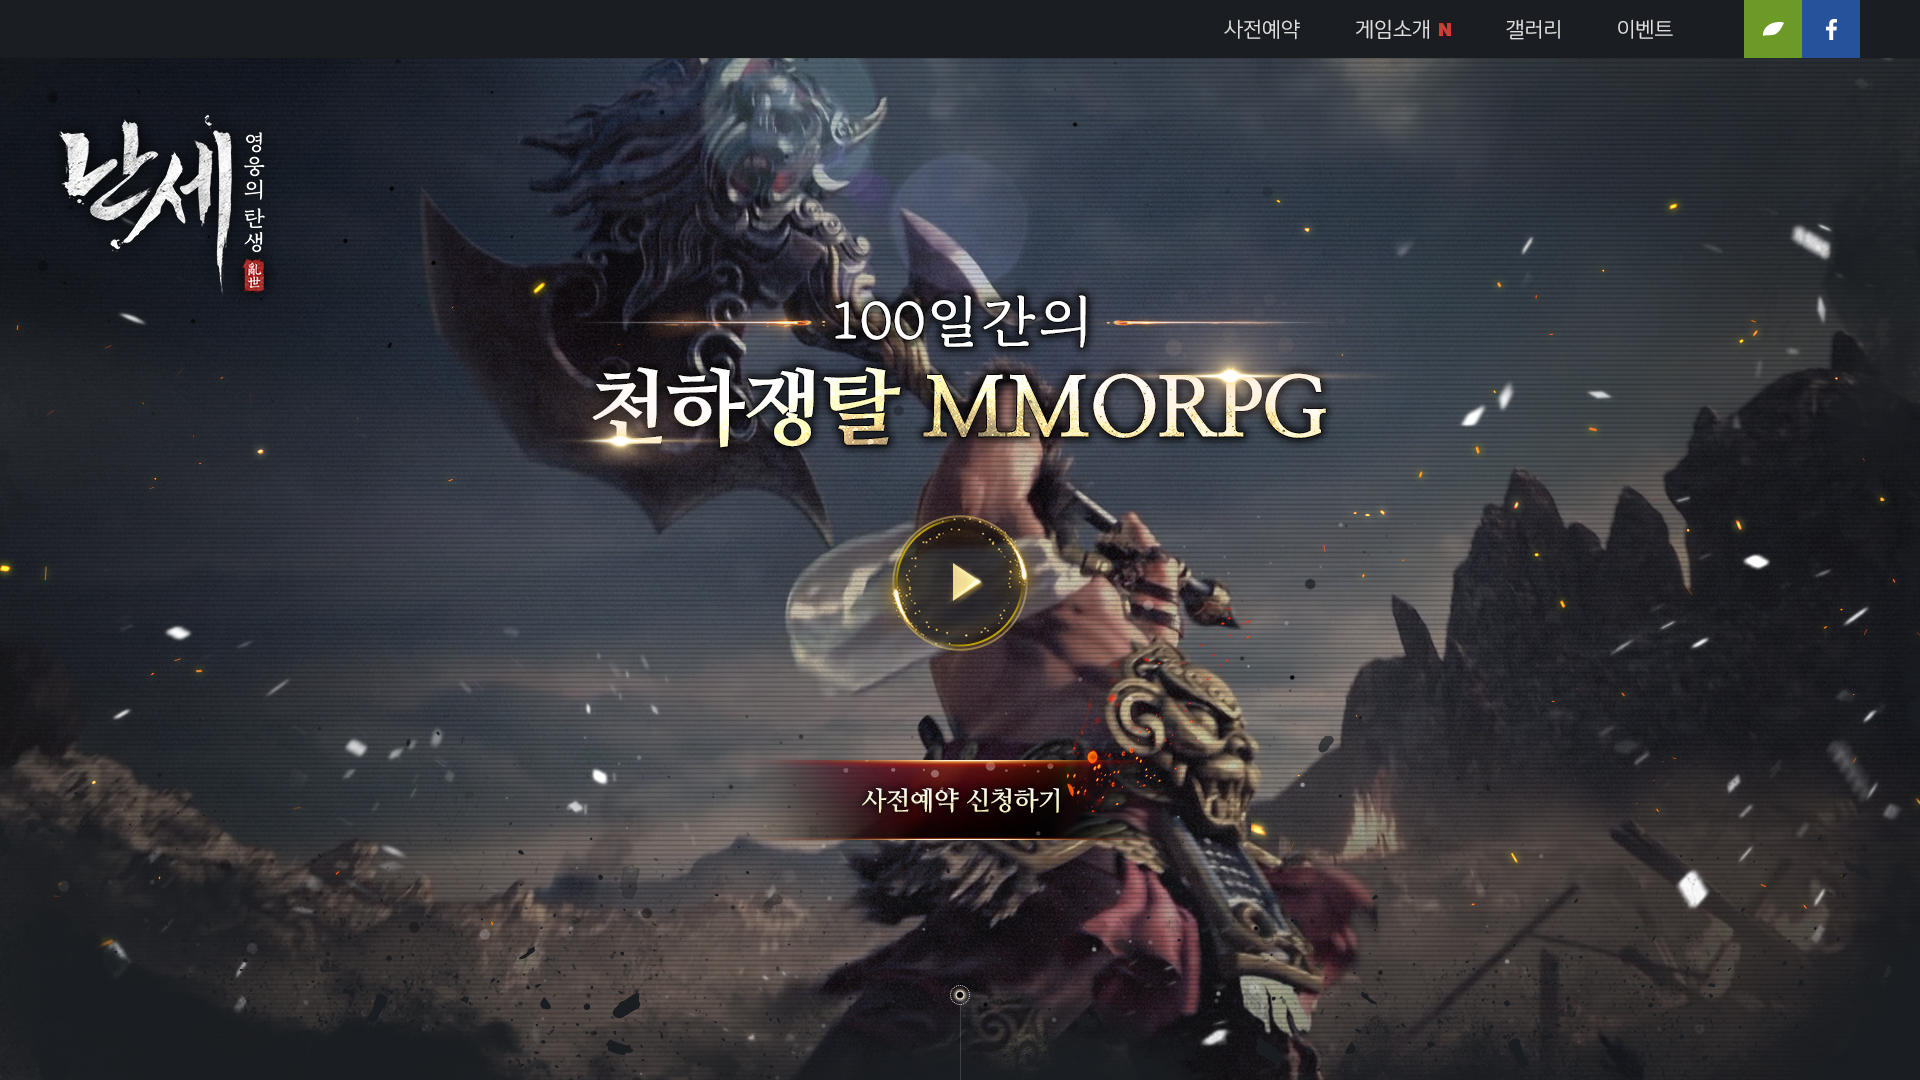 사전예약
게임소개 N
갤러리
이벤트
난세
영웅의 탄생
亂世
100일간의
천하쟁탈 MMORPG
사전예약 신청하기